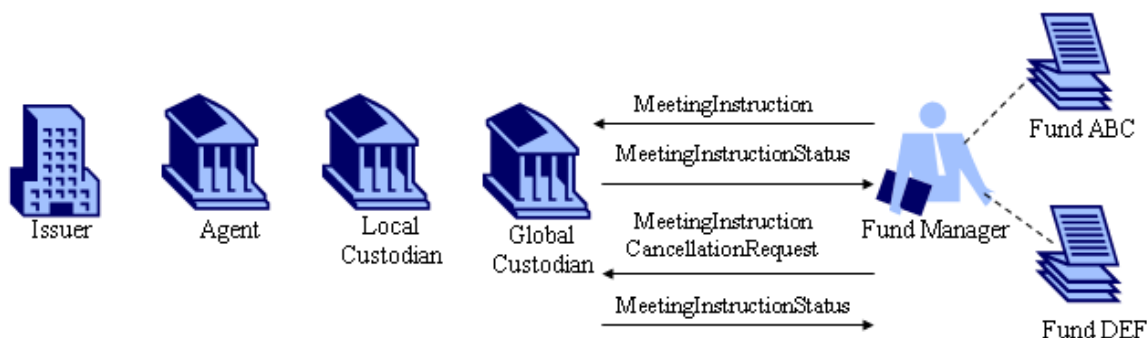 MeetingInstruction
Fund ABC
MeetingInstructionStatus
Issuer
Agent
Local
Custodian
Global
Custodian
MeetingInstruction
CancellationRequest
Fund Manager
MeetingInstructionStatus
Fund DEF